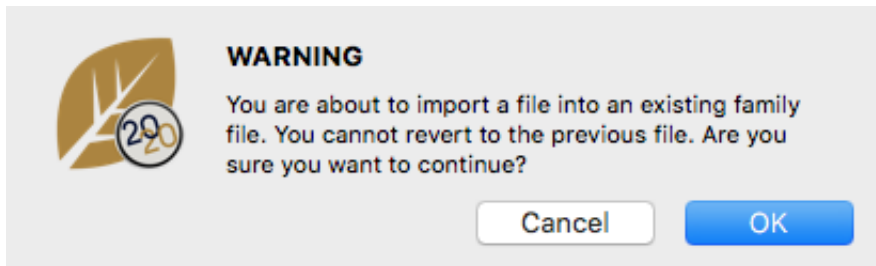 WARNING
You are about to import a file into an existing family
file. You cannot revert to the previous file. Are you
sure you want to continue?
2020
Cancel OK